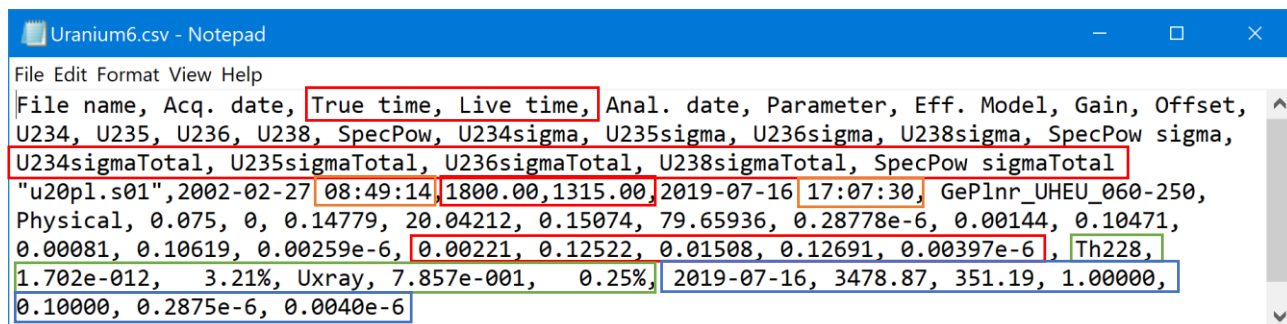 Uranium6.csv - Notepad
File Edit Format View Help
File name, Acq. date, True time, Live time, Anal. date, Parameter, Eff. Model, Gain, Offset,
U234, U235, U236, U238, SpecPow, U234sigma, U235sigma, U236sigma, U238sigma, SpecPow sigma,
U234sigmaTotal, U235sigmaTotal, U236sigmaTotal, U238sigmaTotal, SpecPow sigmaTotal
"u20pl.s01",2002-02-27 08:49:14,1800.00,1315.00,2019-07-16 17:07:30, GePlnr_UHEU_060-250,
Physical, 0.075, 0, 0.14779, 20.04212, 0.15074, 79.65936, 0.28778e-6, 0.00144, 0.10471,
0.00081, 0.10619, 0.00259e-6, 0.00221, 0.12522, 0.01508, 0.12691, 0.00397e-6 , Th228,
1.702e-012, 3.21%, Uxray, 7.857e-001, 0.25%, 2019-07-16, 3478.87, 351.19, 1.00000,
0.10000, 0.2875e-6, 0.0040e-6